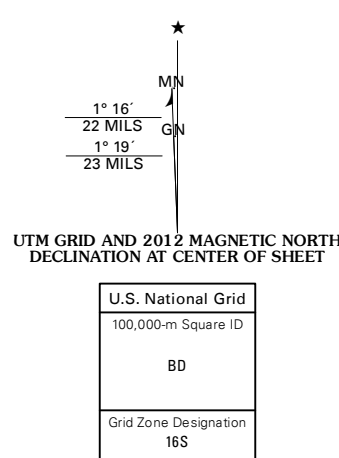 ★
MN
1° 16´
22 MILS
GN
1° 19´
23 MILS
UTM GRID AND 2012 MAGNETIC NORTH
DECLINATION AT CENTER OF SHEET
U.S. National Grid
100,000-m Square ID
BD
Grid Zone Designation
16S